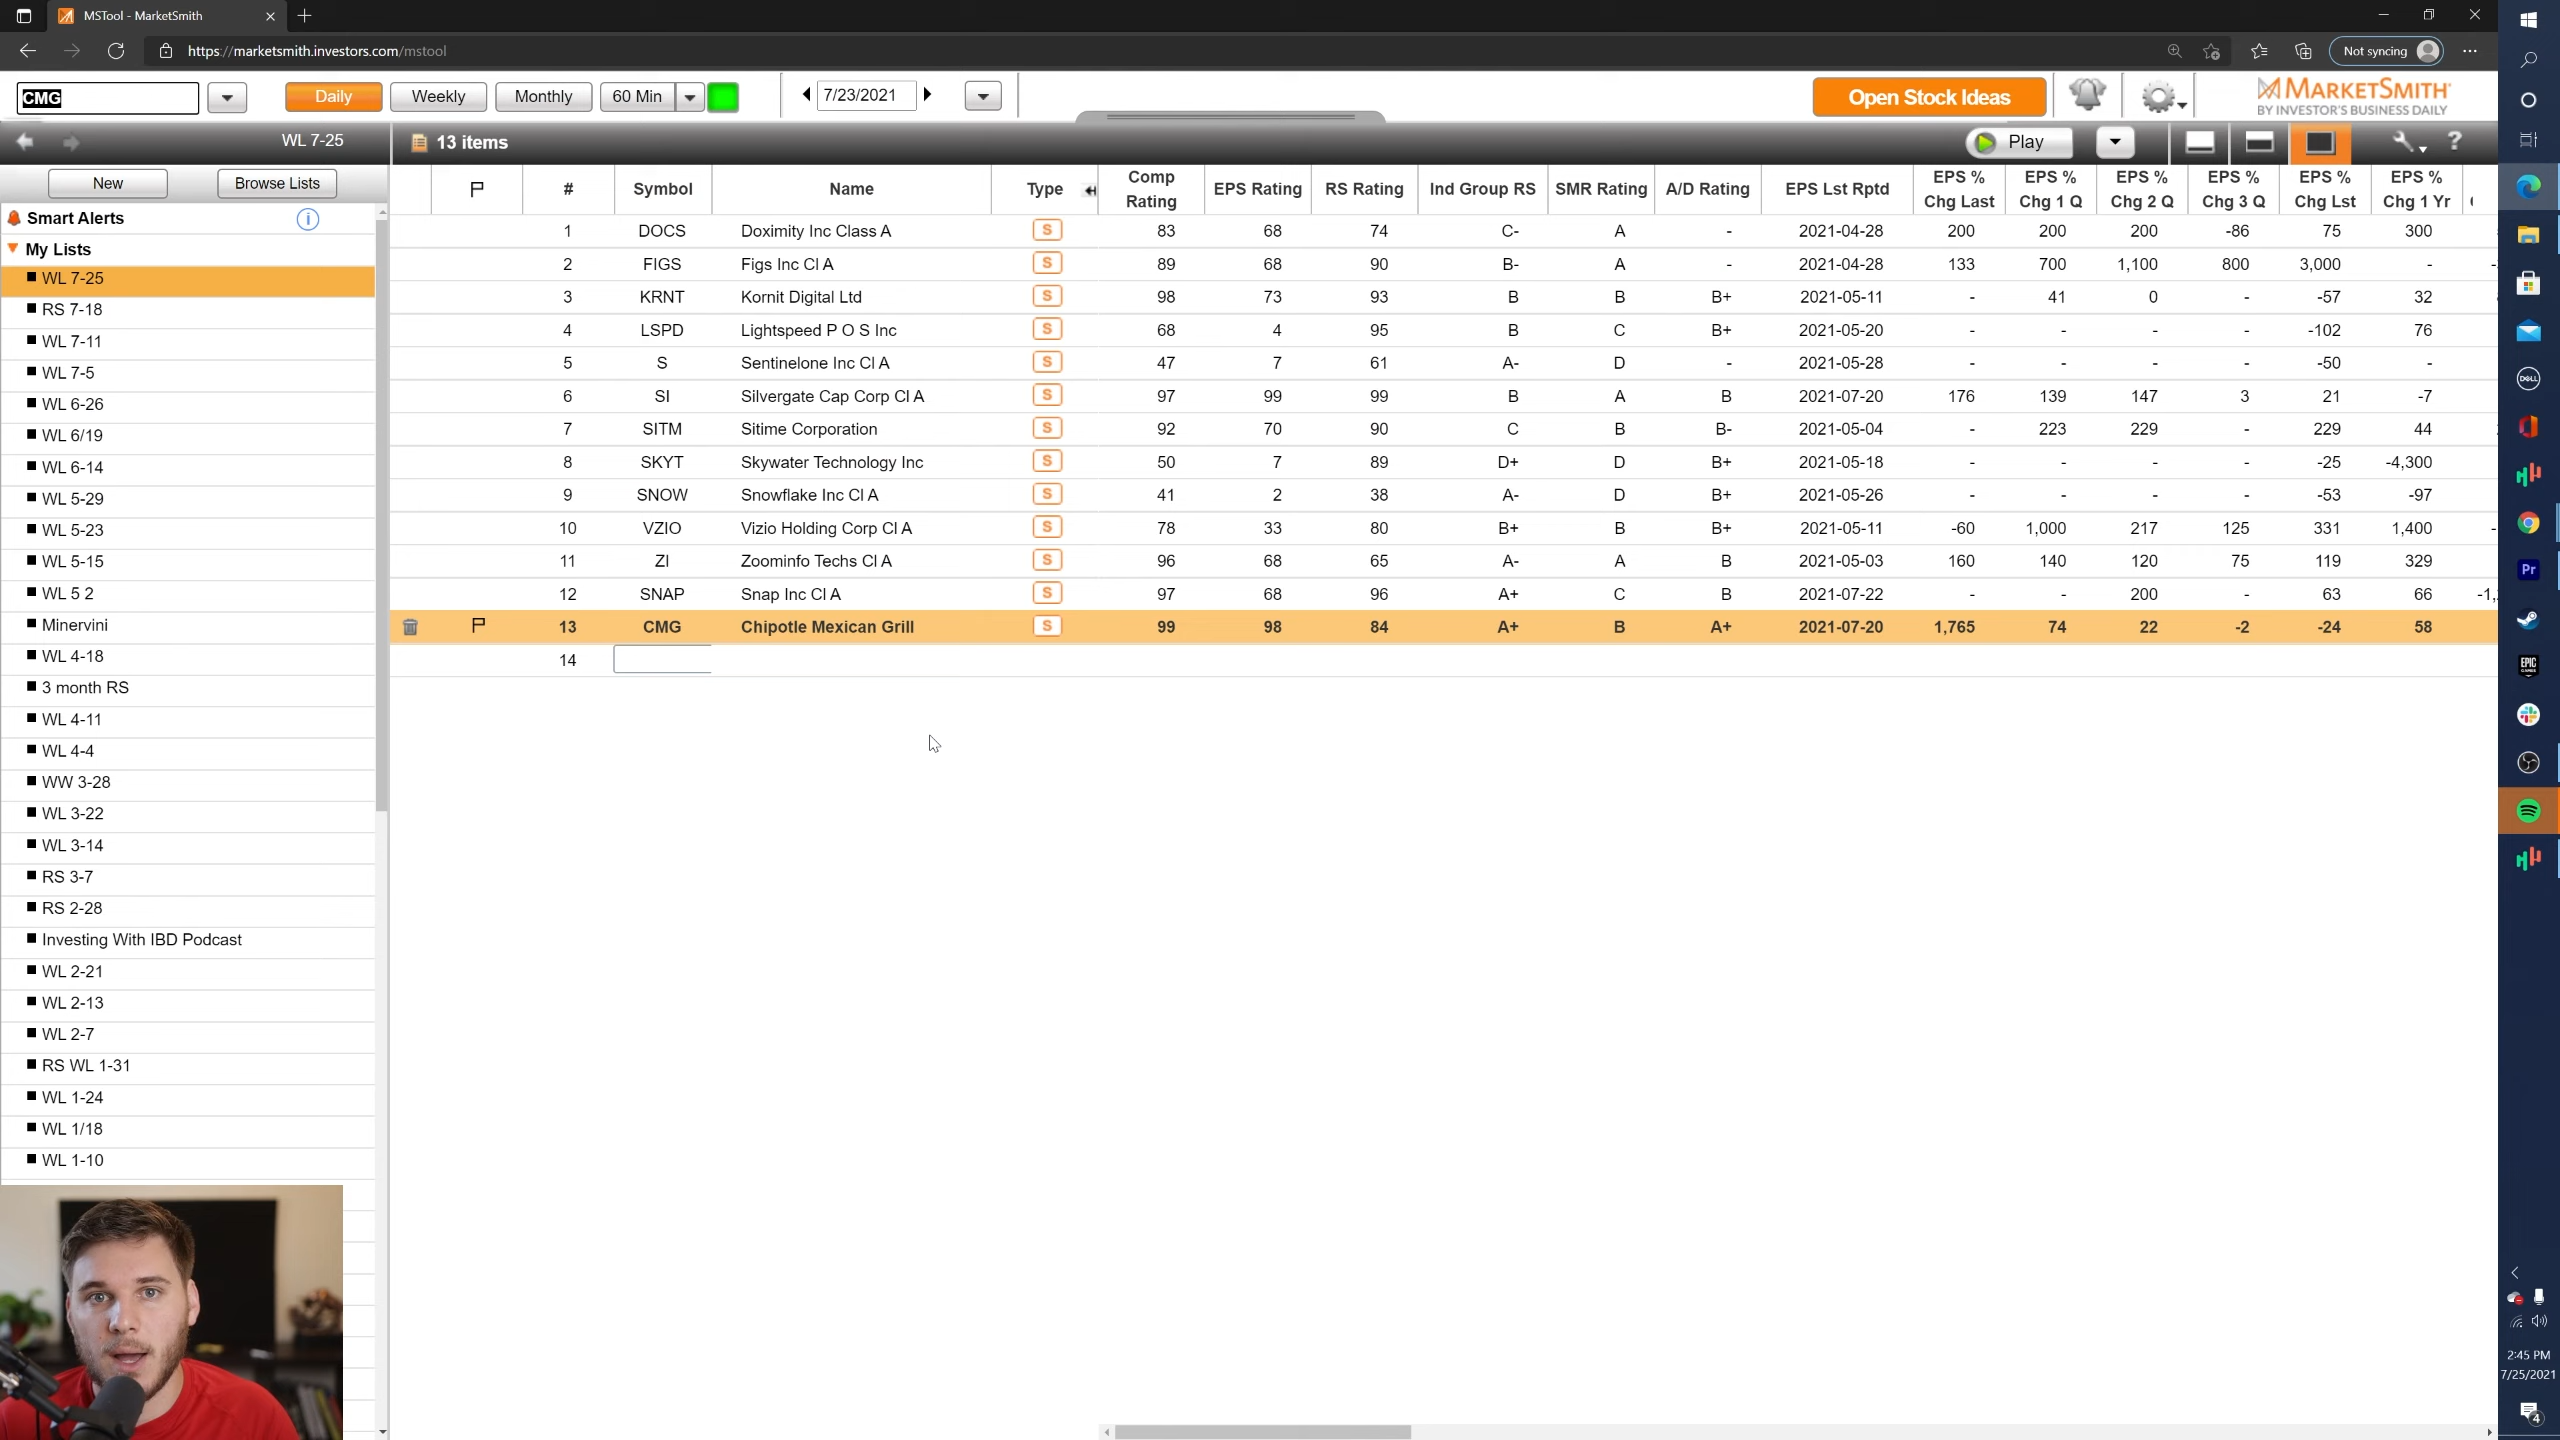 MSTool - MarketSmith
https://marketsmith.investors.com/mstool
Not syncing
CMG
Daily
Weekly
Monthly
60 Min
7/23/2021
Open Stock Ideas
MARKETSMITH
BY INVESTOR'S BUSINESS DAILY
WL 7-25
13 items
Play
?
New
Browse Lists
Smart Alerts
My Lists
WL 7-25
RS 7-18
WL 7-11
WL 7-5
WL 6-26
WL 6/19
WL 6-14
WL 5-29
WL 5-23
WL 5-15
WL 5 2
Minervini
WL 4-18
3 month RS
WL 4-11
WL 4-4
WW 3-28
WL 3-22
WL 3-14
RS 3-7
RS 2-28
Investing With IBD Podcast
WL 2-21
WL 2-13
WL 2-7
RS WL 1-31
WL 1-24
WL 1/18
WL 1-10
# Symbol Name Type Comp Rating EPS Rating RS Rating Ind Group RS SMR Rating A/D Rating EPS Lst Rptd EPS % Chg Last EPS % Chg 1 Q EPS % Chg 2 Q EPS % Chg 3 Q EPS % Chg Lst EPS % Chg 1 Yr
1 DOCS Doximity Inc Class A S 83 68 74 C- A - 2021-04-28 200 200 200 -86 75 300
2 FIGS Figs Inc Cl A S 89 68 90 B- A - 2021-04-28 133 700 1,100 800 3,000 - -
3 KRNT Kornit Digital Ltd S 98 73 93 B B B+ 2021-05-11 - 41 0 - -57 32
4 LSPD Lightspeed P O S Inc S 68 4 95 B C B+ 2021-05-20 - - - - -102 76
5 S Sentinelone Inc Cl A S 47 7 61 A- D - 2021-05-28 - - - - -50 -
6 SI Silvergate Cap Corp Cl A S 97 99 99 B A B 2021-07-20 176 139 147 3 21 -7
7 SITM Sitime Corporation S 92 70 90 C B B- 2021-05-04 - 223 229 - 229 44
8 SKYT Skywater Technology Inc S 50 7 89 D+ D B+ 2021-05-18 - - - - -25 -4,300
9 SNOW Snowflake Inc Cl A S 41 2 38 A- D B+ 2021-05-26 - - - - -53 -97
10 VZIO Vizio Holding Corp Cl A S 78 33 80 B+ B B+ 2021-05-11 -60 1,000 217 125 331 1,400 -
11 ZI Zoominfo Techs Cl A S 96 68 65 A- A B 2021-05-03 160 140 120 75 119 329
12 SNAP Snap Inc Cl A S 97 68 96 A+ C B 2021-07-22 - - 200 - 63 66 -1,
13 CMG Chipotle Mexican Grill S 99 98 84 A+ B A+ 2021-07-20 1,765 74 22 -2 -24 58
14
DELL
Pr
EPIC
GAMES
2:45 PM
7/25/2021
4